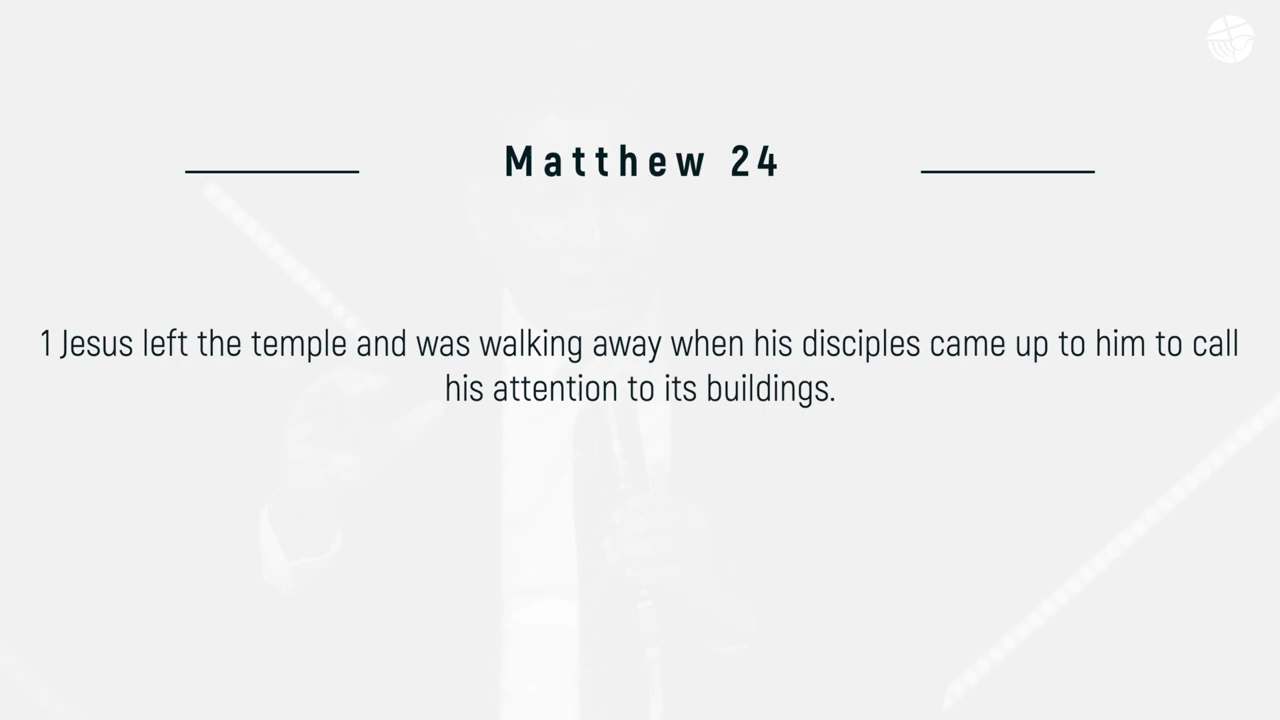 Matthew 24
1 Jesus left the temple and was walking away when his disciples came up to him to call
his attention to its buildings.